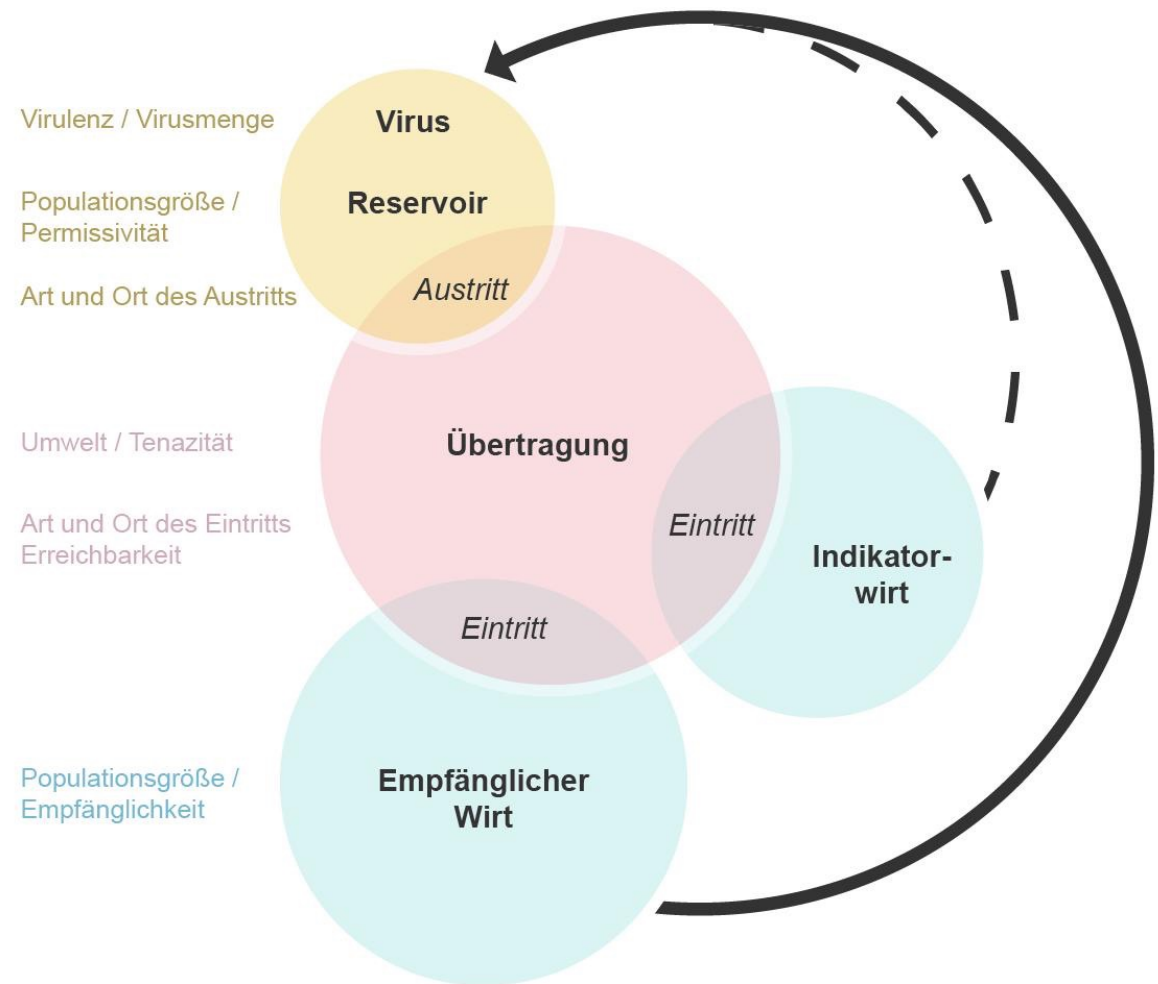 Virulenz / Virusmenge
Virus
Populationsgröße /
Permissivität
Reservoir
Art und Ort des Austritts
Austritt
Umwelt / Tenazität
Übertragung
Art und Ort des Eintritts
Erreichbarkeit
Eintritt
Indikator-
wirt
Eintritt
Populationsgröße /
Empfänglichkeit
Empfänglicher
Wirt